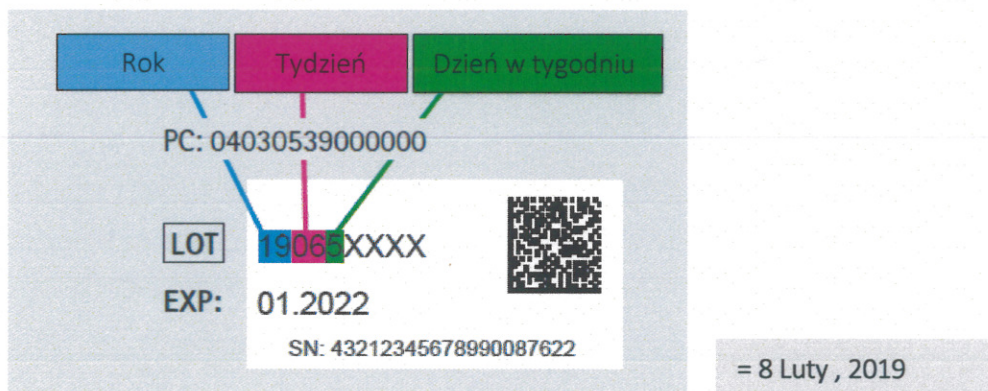 Rok Tydzień Dzień w tygodniu
PC: 04030539000000
LOT 19065XXXX
EXP: 01.2022
SN: 43212345678990087622
= 8 Luty , 2019